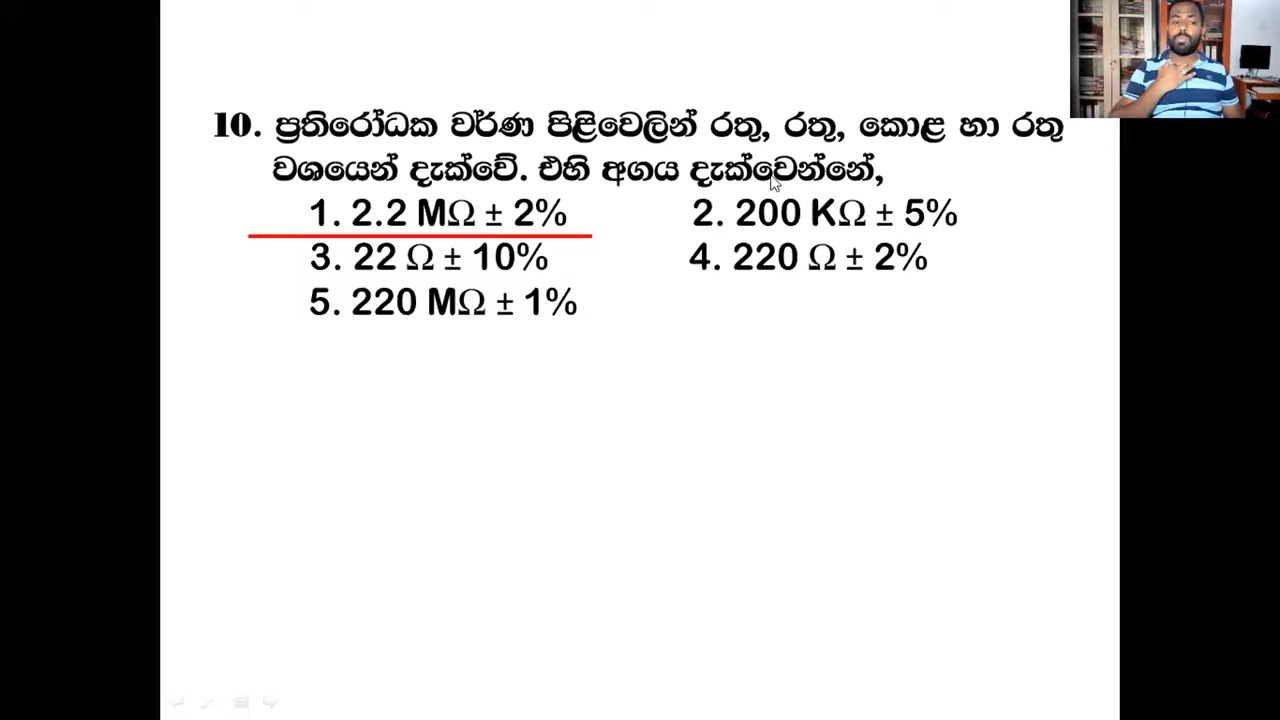 10. ප්‍රතිරෝධක වර්ණ පිළිවෙලින් රතු, රතු, කොළ හා රතු
වශයෙන් දැක්වේ. එහි අගය දැක්වෙන්නේ,
1. 2.2 MΩ ± 2% 2. 200 KΩ ± 5%
3. 22 Ω ± 10% 4. 220 Ω ± 2%
5. 220 MΩ ± 1%